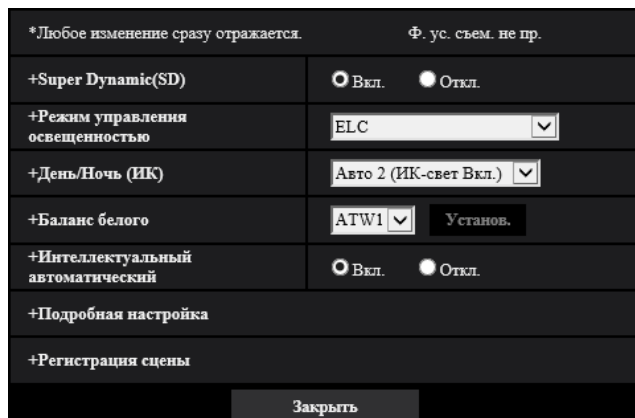 *Любое изменение сразу отражается. Ф. ус. съем. не пр.
+Super Dynamic(SD) Вкл. Откл.
+Режим управления
освещенностью ELC
+День/Ночь (ИК) Авто 2 (ИК-свет Вкл.)
+Баланс белого ATW1 Установ.
+Интеллектуальный
автоматический Вкл. Откл.
+Подробная настройка
+Регистрация сцены
Закрыть